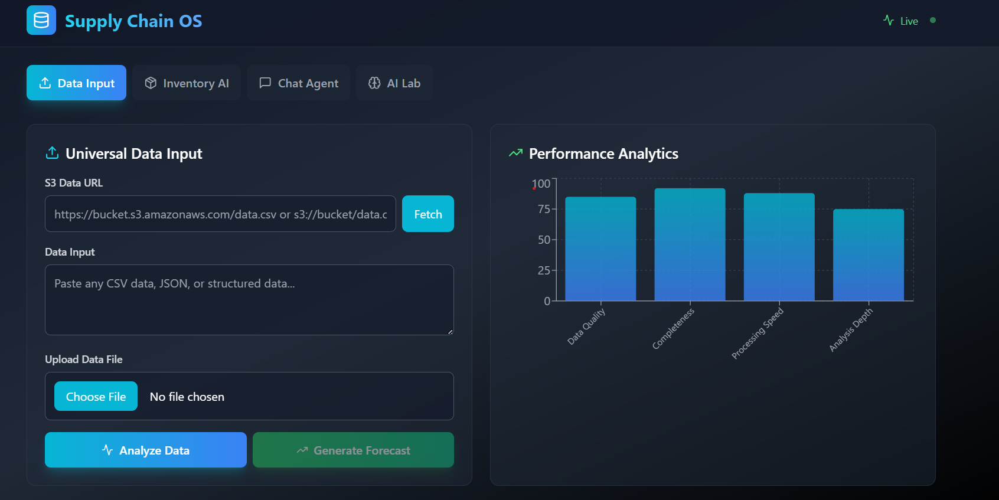 Supply Chain OS
Live
Data Input
Inventory AI
Chat Agent
AI Lab
Universal Data Input
S3 Data URL
https://bucket.s3.amazonaws.com/data.csv or s3://bucket/data.c
Fetch
Data Input
Paste any CSV data, JSON, or structured data...
Upload Data File
Choose File
No file chosen
Analyze Data
Generate Forecast
Performance Analytics
100
75
50
25
0
Data Quality
Completeness
Processing Speed
Analysis Depth